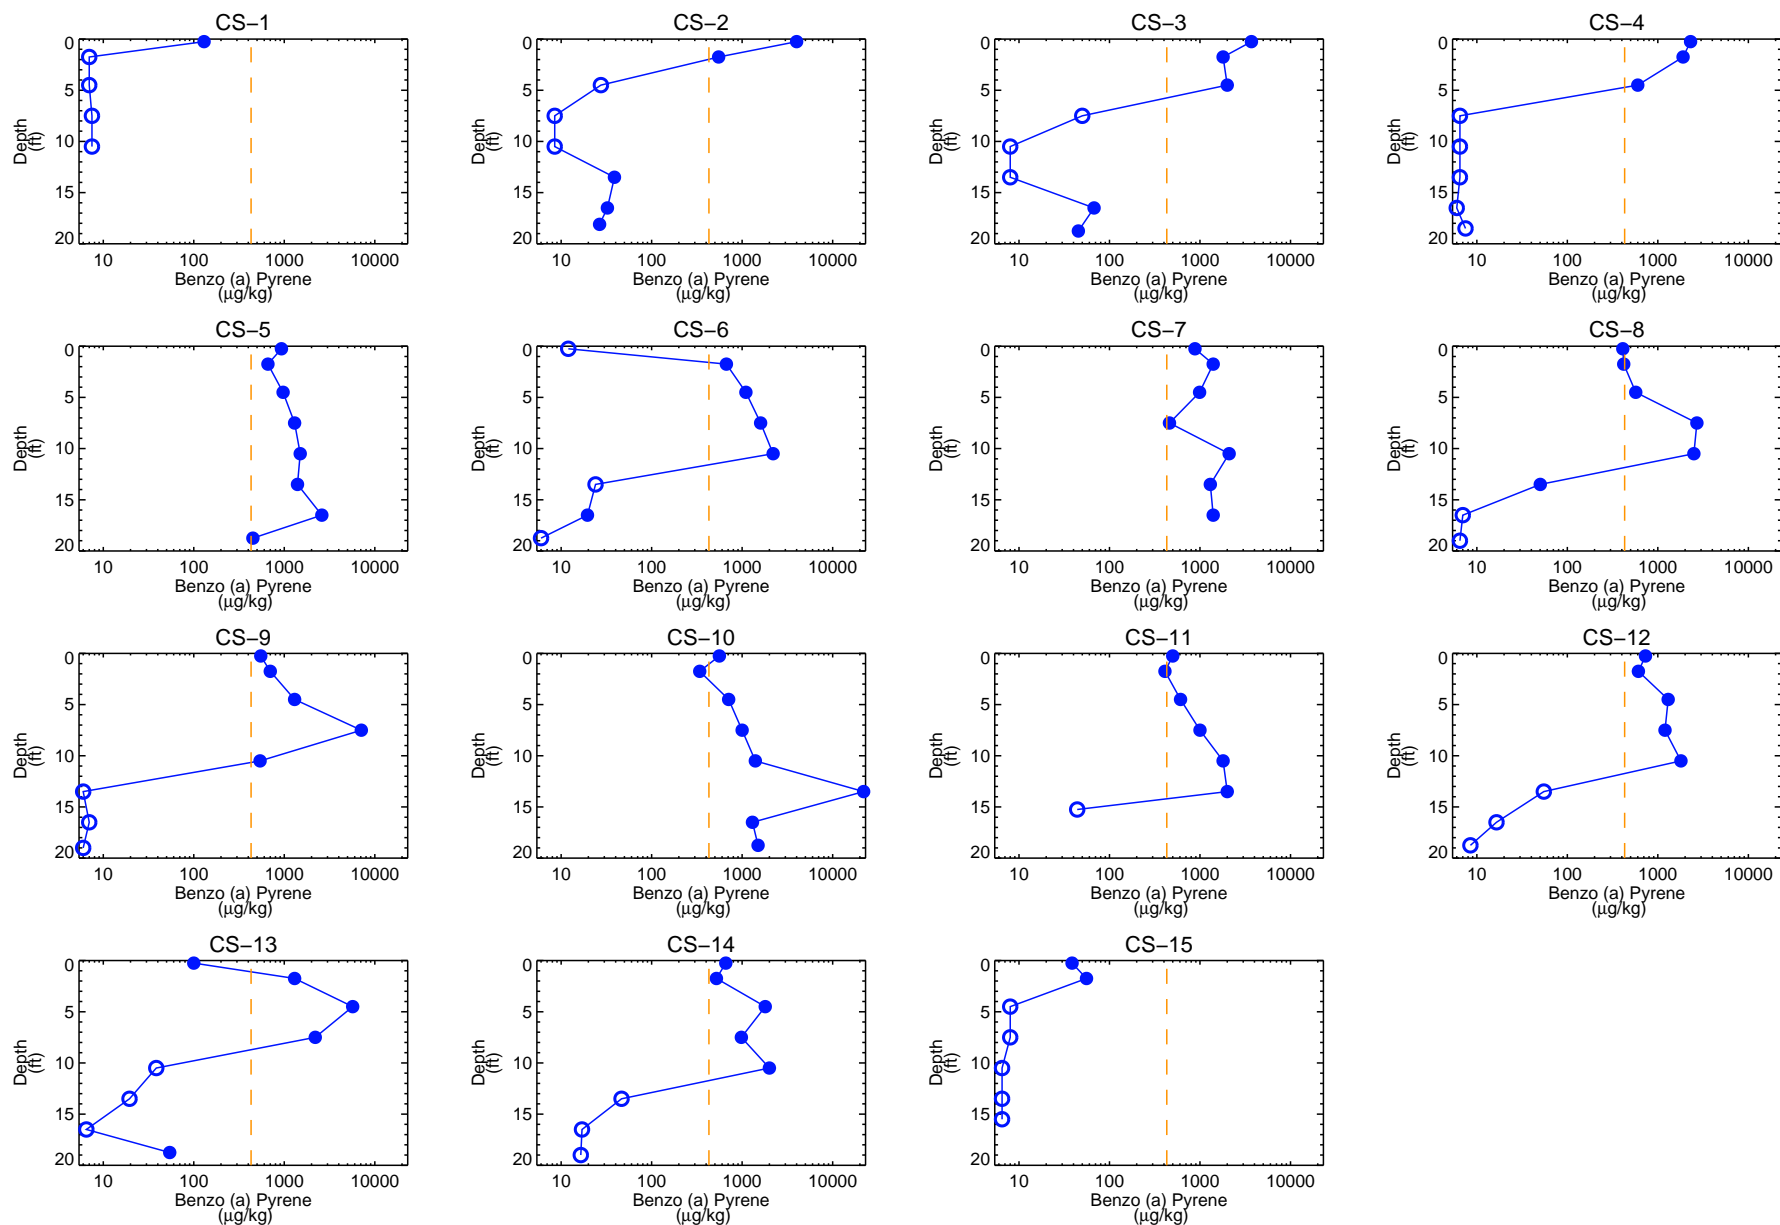 CS−1
0
5
10
15
20
Depth
(ft)
10 100 1000 10000
Benzo (a) Pyrene
(µg/kg)
CS−2
0
5
10
15
20
Depth
(ft)
10 100 1000 10000
Benzo (a) Pyrene
(µg/kg)
CS−3
0
5
10
15
20
Depth
(ft)
10 100 1000 10000
Benzo (a) Pyrene
(µg/kg)
CS−4
0
5
10
15
20
Depth
(ft)
10 100 1000 10000
Benzo (a) Pyrene
(µg/kg)
CS−5
0
5
10
15
20
Depth
(ft)
10 100 1000 10000
Benzo (a) Pyrene
(µg/kg)
CS−6
0
5
10
15
20
Depth
(ft)
10 100 1000 10000
Benzo (a) Pyrene
(µg/kg)
CS−7
0
5
10
15
20
Depth
(ft)
10 100 1000 10000
Benzo (a) Pyrene
(µg/kg)
CS−8
0
5
10
15
20
Depth
(ft)
10 100 1000 10000
Benzo (a) Pyrene
(µg/kg)
CS−9
0
5
10
15
20
Depth
(ft)
10 100 1000 10000
Benzo (a) Pyrene
(µg/kg)
CS−10
0
5
10
15
20
Depth
(ft)
10 100 1000 10000
Benzo (a) Pyrene
(µg/kg)
CS−11
0
5
10
15
20
Depth
(ft)
10 100 1000 10000
Benzo (a) Pyrene
(µg/kg)
CS−12
0
5
10
15
20
Depth
(ft)
10 100 1000 10000
Benzo (a) Pyrene
(µg/kg)
CS−13
0
5
10
15
20
Depth
(ft)
10 100 1000 10000
Benzo (a) Pyrene
(µg/kg)
CS−14
0
5
10
15
20
Depth
(ft)
10 100 1000 10000
Benzo (a) Pyrene
(µg/kg)
CS−15
0
5
10
15
20
Depth
(ft)
10 100 1000 10000
Benzo (a) Pyrene
(µg/kg)